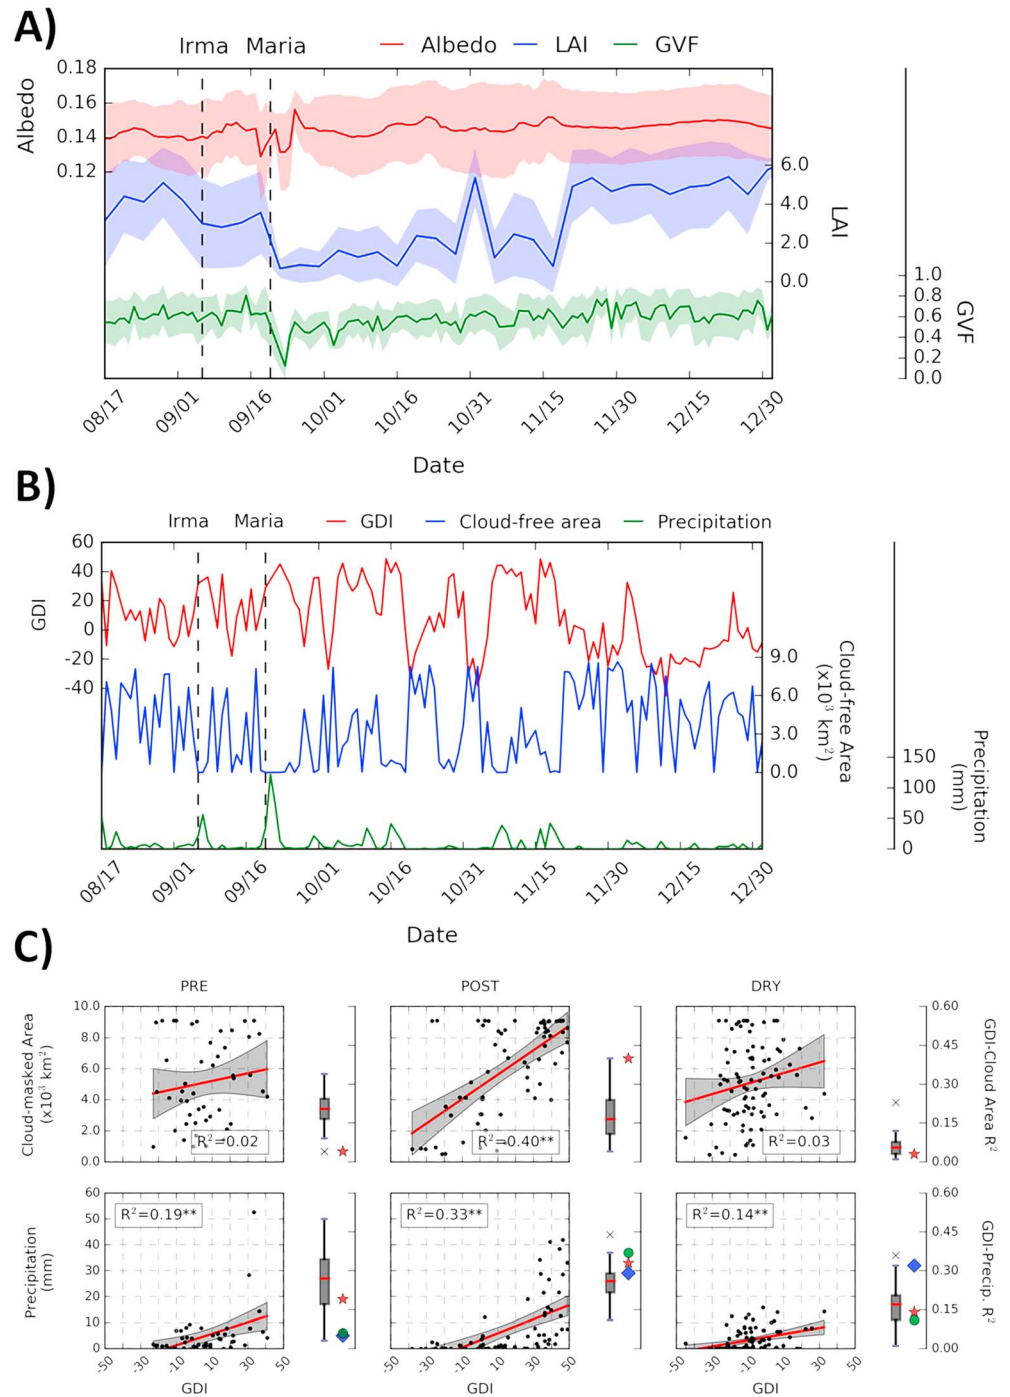 A)
Irma Maria Albedo LAI GVF
0.18
0.16
0.14
0.12
Albedo
6.0
4.0
2.0
0.0
LAI
1.0
0.8
0.6
0.4
0.2
0.0
GVF
08/17 09/01 09/16 10/01 10/16 10/31 11/15 11/30 12/15 12/30
Date
B)
Irma Maria GDI Cloud-free area Precipitation
60
40
20
0
-20
-40
GDI
9.0
6.0
3.0
0.0
Cloud-free Area
(x10³ km²)
150
100
50
0
Precipitation
(mm)
08/17 09/01 09/16 10/01 10/16 10/31 11/15 11/30 12/15 12/30
Date
C)
PRE POST DRY
10.0
8.0
6.0
4.0
2.0
0.0
Cloud-masked Area
(x10³ km²)
R²=0.02
R²=0.40**
R²=0.03
0.60
0.45
0.30
0.15
0.00
GDI-Cloud Area R²
60
50
40
30
20
10
0
Precipitation
(mm)
R²=0.19**
R²=0.33**
R²=0.14**
0.60
0.45
0.30
0.15
0.00
GDI-Precip. R²
-50 -30 -10 10 30 50 -50 -30 -10 10 30 50 -50 -30 -10 10 30 50
GDI GDI GDI